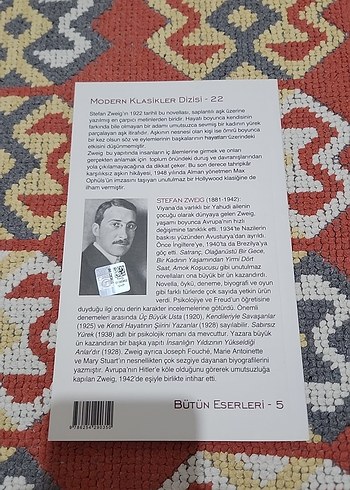 MODERN KLASİKLER DİZİSİ - 22
Stefan Zweig'ın 1922 tarihli bu novellası, saplantılı aşk üzerine
yazılmış en çarpıcı metinlerden biridir. Hayatı boyunca kendisinin
farkında bile olmayan bir adamı umutsuzca sevmiş bir kadının yürek
parçalayan aşk itirafıdır. Aşkının nesnesi olan kişi ise ömrü boyunca
bir kez olsun söz ve eylemlerinin başkalarının hayatları üzerindeki
etkisini düşünmemiştir.
Zweig bu yapıtında insanların iç âlemlerine girmek ve onları
gerçekten anlamak için, toplum önündeki duruş ve davranışlarından
yola çıkılamayacağına da dikkat çeker. Bu son derece tahripkâr
karşılıksız aşkın hikâyesi, 1948 yılında Alman yönetmen Max
Ophüls'ün imzasını taşıyan unutulmaz bir Hollywood klasiğine de
ilham vermiştir.
STEFAN ZWEIG (1881-1942):
Viyana'da varlıklı bir Yahudi ailenin
çocuğu olarak dünyaya gelen Zweig,
yaşamı boyunca Avrupa'nın hızlı
değişimine tanıklık etti. 1934'te Nazilerin
baskısı yüzünden Avusturya'dan ayrıldı.
Önce İngiltere'ye, 1940'ta da Brezilya'ya
göç etti. Satranç, Olağanüstü Bir Gece,
Bir Kadının Yaşamından Yirmi Dört
Saat, Amok Koşucusu gibi unutulmaz
novellaları ona büyük bir ün kazandırdı.
Novella, öykü, deneme, biyografi ve oyun
gibi farklı türlerde çok sayıda yetkin ürün
verdi. Psikolojiye ve Freud'un öğretisine
duyduğu ilgi onu derin karakter incelemelerine götürdü. Önemli
denemeleri arasında Üç Büyük Usta (1920), Kendileriyle Savaşanlar
(1925) ve Kendi Hayatının Şiirini Yazanlar (1928) sayılabilir. Sabırsız
Yürek (1938) adlı bir psikolojik romanı da mevcuttur. Yazara büyük
ün kazandıran bir başka yapıtı İnsanlığın Yıldızının Yükseldiği
Anlar'dır (1928). Zweig ayrıca Joseph Fouché, Marie Antoinette
ve Mary Stuart'ın nesnellikten çok sezgiye dayanan biyografilerini
yazmıştır. Avrupa'nın Hitler'e köle olduğunu görerek umutsuzluğa
kapılan Zweig, 1942'de eşiyle birlikte intihar etti.
BÜTÜN ESERLERİ - 5